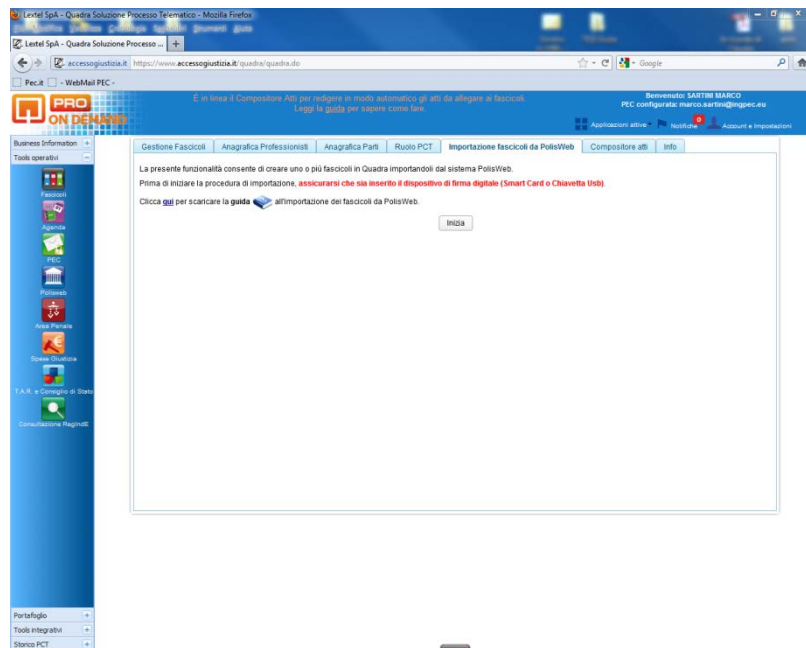 Lextel SpA - Quadra Soluzione Processo Telematico - Mozilla Firefox
Lextel SpA - Quadra Soluzione Processo ...
accessogiustizia.it https://www.accessogiustizia.it/quadra/quadra.do
Google
Pec.it - WebMail PEC -
PRO
ON DEMAND
È in linea il Compositore Atti per redigere in modo automatico gli atti da allegare ai fascicoli.
Leggi la guida per sapere come fare.
Benvenuto: SARTINI MARCO
PEC configurata: marco.sartini@ingpec.eu
Applicazioni attive
Notifiche 0
Account e Impostazioni
Business Information
Tools operativi
Fascicoli
Agenda
PEC
Polisweb
Area Penale
Spese Giustizia
T.A.R. e Consiglio di Stato
Consultazione RegIndE
Portafoglio
Tools integrativi
Storico PCT
Gestione Fascicoli Anagrafica Professionisti Anagrafica Parti Ruolo PCT Importazione fascicoli da PolisWeb Compositore atti Info
La presente funzionalità consente di creare uno o più fascicoli in Quadra importandoli dal sistema PolisWeb.
Prima di iniziare la procedura di importazione, assicurarsi che sia inserito il dispositivo di firma digitale (Smart Card o Chiavetta Usb).
Clicca qui per scaricare la guida all'importazione dei fascicoli da PolisWeb.
Inizia